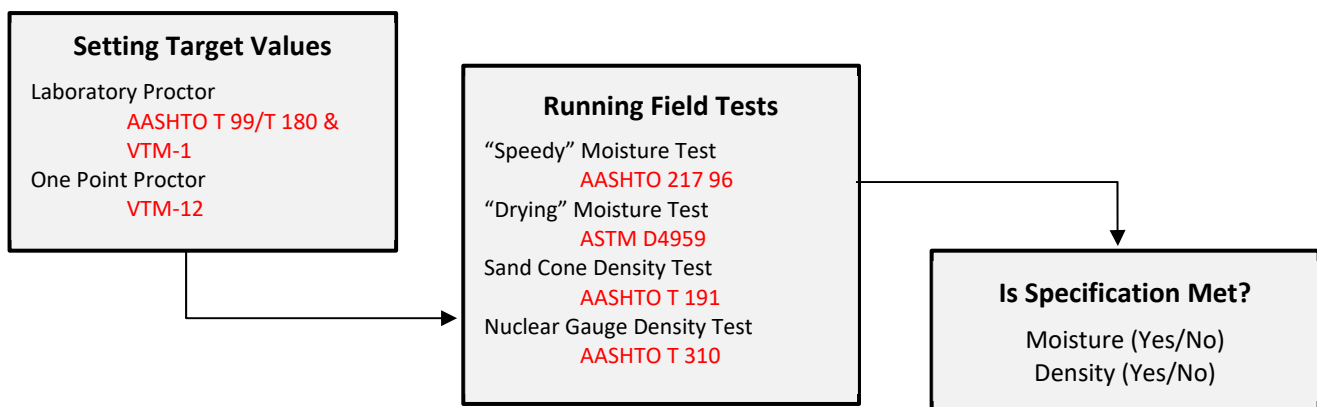 Setting Target Values
Laboratory Proctor
AASHTO T 99/T 180 &
VTM-1
One Point Proctor
VTM-12
Running Field Tests
“Speedy” Moisture Test
AASHTO 217 96
“Drying” Moisture Test
ASTM D4959
Sand Cone Density Test
AASHTO T 191
Nuclear Gauge Density Test
AASHTO T 310
Is Specification Met?
Moisture (Yes/No)
Density (Yes/No)